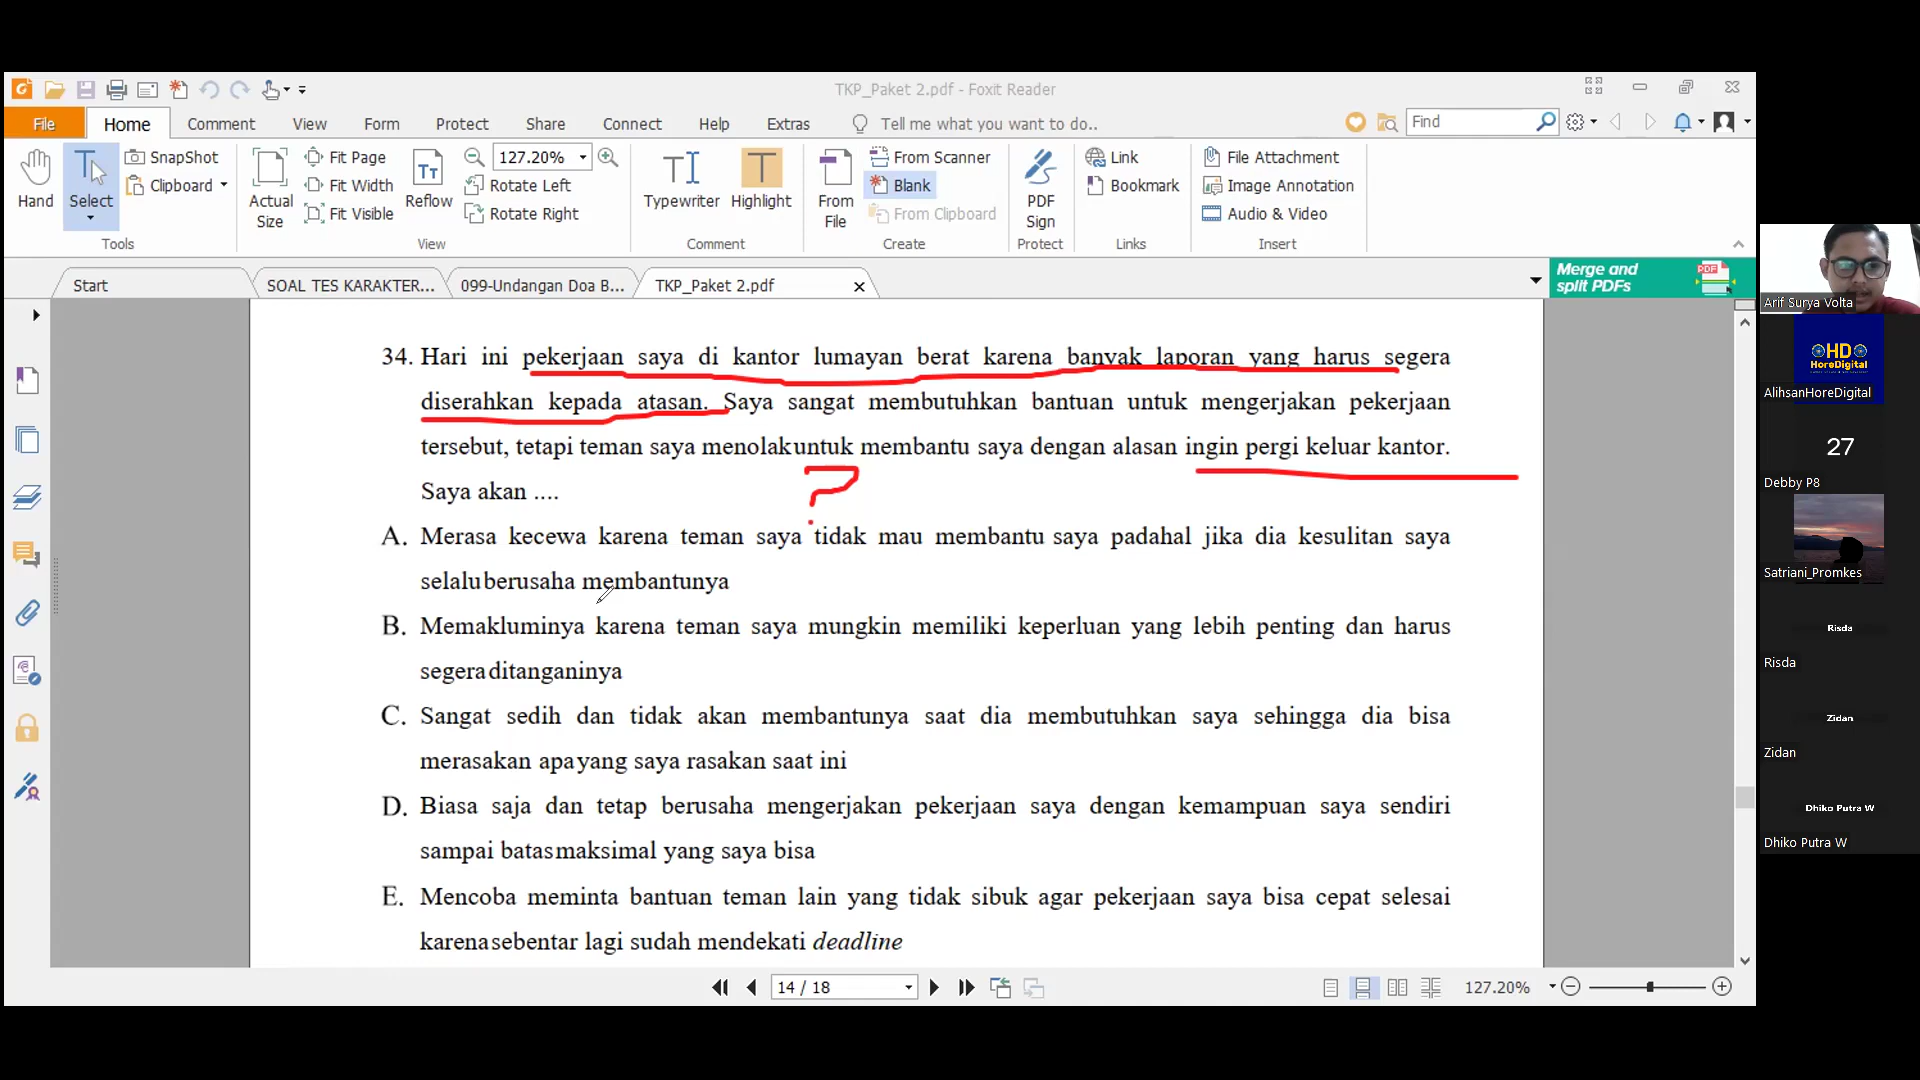 TKP_Paket 2.pdf - Foxit Reader
File Home Comment View Form Protect Share Connect Help Extras Tell me what you want to do.. Find
Hand
Select
SnapShot
Clipboard
Tools
Actual Size
Fit Page
Fit Width
Fit Visible
Reflow
127.20%
Rotate Left
Rotate Right
View
Typewriter
Highlight
Comment
From File
From Scanner
Blank
From Clipboard
Create
PDF Sign
Protect
Link
Bookmark
Links
File Attachment
Image Annotation
Audio & Video
Insert
Start
SOAL TES KARAKTER...
099-Undangan Doa B...
TKP_Paket 2.pdf
Merge and
split PDFs
PDF
34. Hari ini pekerjaan saya di kantor lumayan berat karena banyak laporan yang harus segera
diserahkan kepada atasan. Saya sangat membutuhkan bantuan untuk mengerjakan pekerjaan
tersebut, tetapi teman saya menolak untuk membantu saya dengan alasan ingin pergi keluar kantor.
?
Saya akan ....
A. Merasa kecewa karena teman saya tidak mau membantu saya padahal jika dia kesulitan saya
selalu berusaha membantunya
B. Memakluminya karena teman saya mungkin memiliki keperluan yang lebih penting dan harus
segera ditanganinya
C. Sangat sedih dan tidak akan membantunya saat dia membutuhkan saya sehingga dia bisa
merasakan apa yang saya rasakan saat ini
D. Biasa saja dan tetap berusaha mengerjakan pekerjaan saya dengan kemampuan saya sendiri
sampai batas maksimal yang saya bisa
E. Mencoba meminta bantuan teman lain yang tidak sibuk agar pekerjaan saya bisa cepat selesai
karena sebentar lagi sudah mendekati deadline
14 / 18
127.20%
Arif Surya Volta
HD
HoreDigital
AlihsanHoreDigital
27
Debby P8
Satriani_Promkes
Risda
Risda
Zidan
Zidan
Dhiko Putra W
Dhiko Putra W